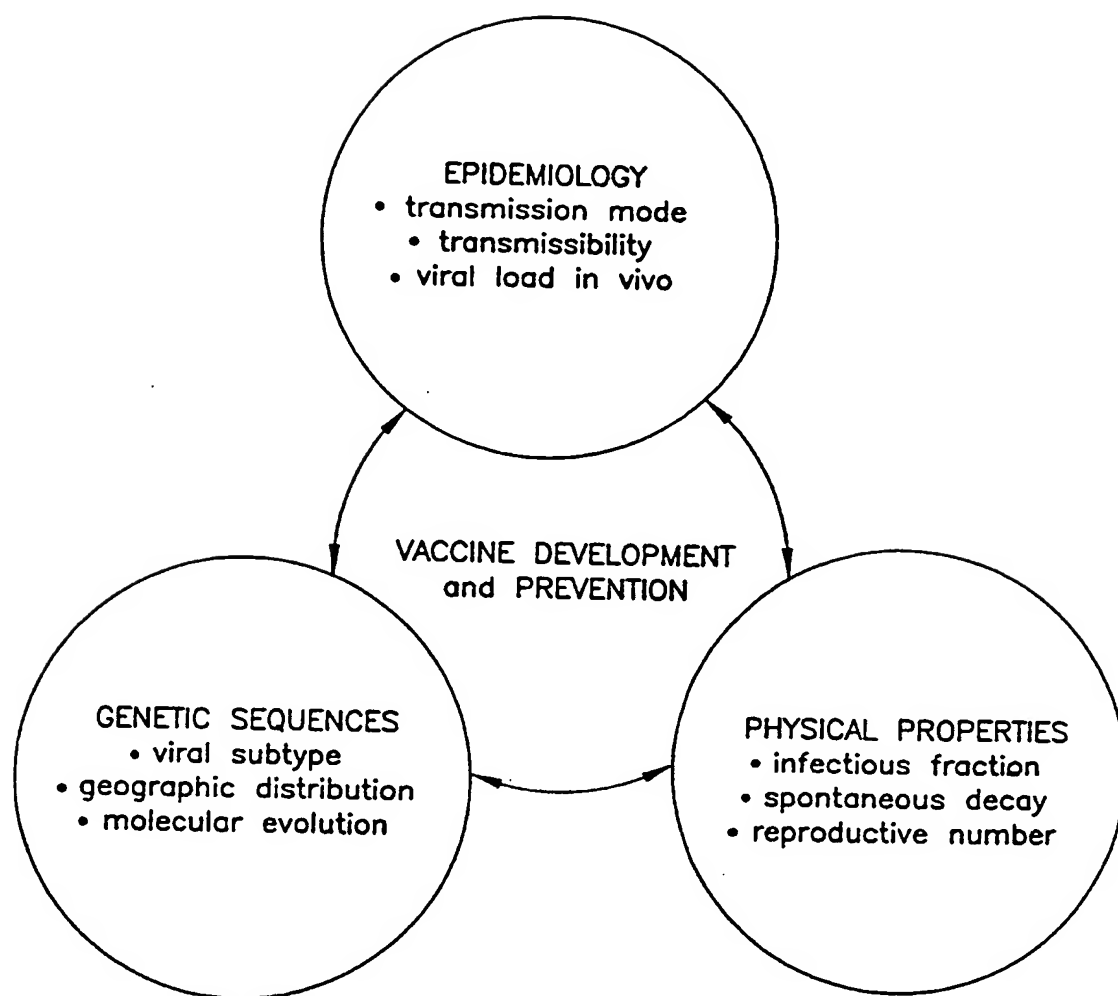 EPIDEMIOLOGY
• transmission mode
• transmissibility
• viral load in vivo
VACCINE DEVELOPMENT
and PREVENTION
GENETIC SEQUENCES
• viral subtype
• geographic distribution
• molecular evolution
PHYSICAL PROPERTIES
• infectious fraction
• spontaneous decay
• reproductive number